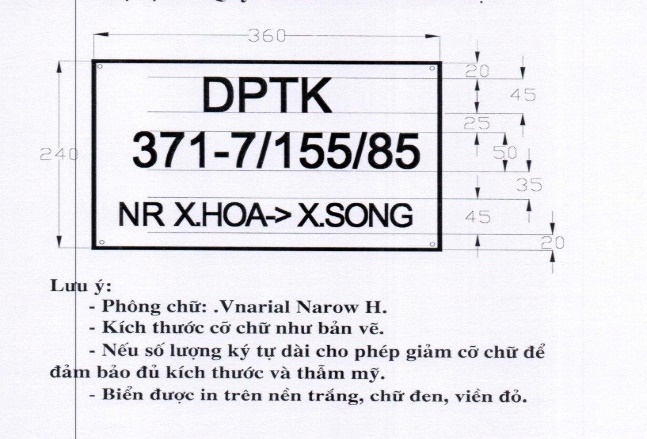 360
DPTK
20
45
371-7/155/85
25
50
240
35
NR X.HOA-> X.SONG
45
20
Lưu ý:
- Phông chữ: .Vnarial Narow H.
- Kích thước cỡ chữ như bản vẽ.
- Nếu số lượng ký tự dài cho phép giảm cỡ chữ để
đảm bảo đủ kích thước và thẩm mỹ.
- Biển được in trên nền trắng, chữ đen, viền đỏ.